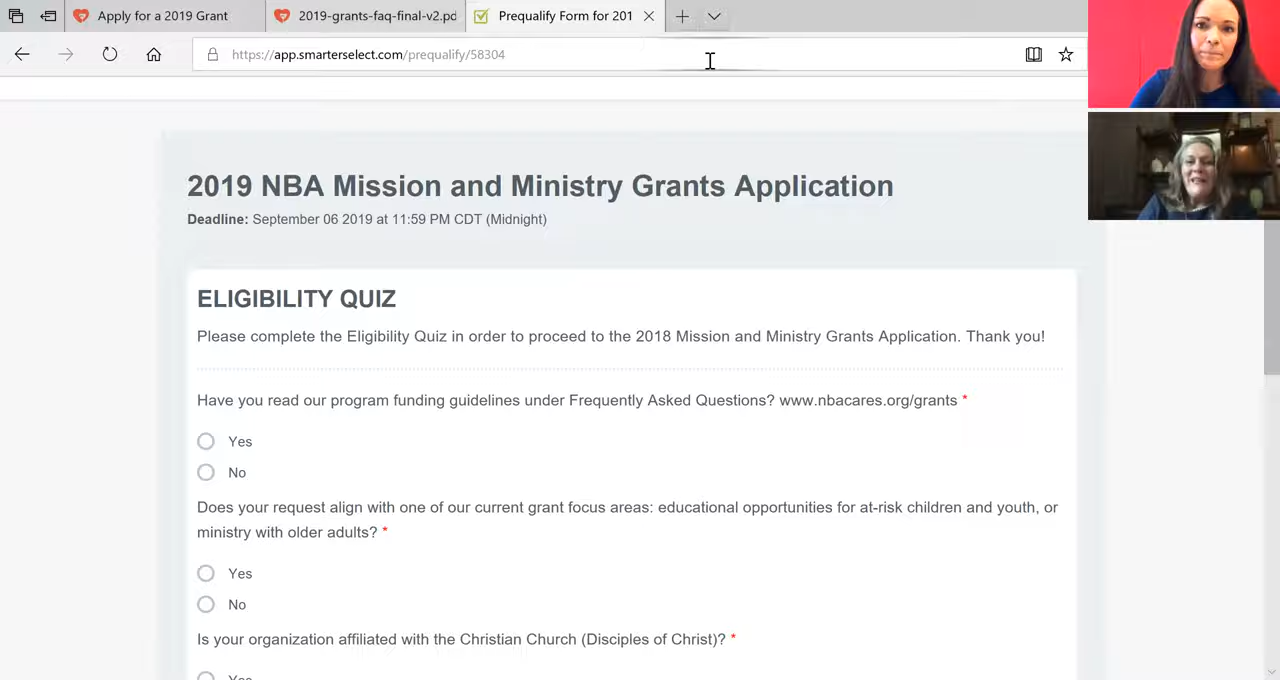 Apply for a 2019 Grant
2019-grants-faq-final-v2.pd
Prequalify Form for 201
https://app.smarterselect.com/prequalify/58304
2019 NBA Mission and Ministry Grants Application
Deadline: September 06 2019 at 11:59 PM CDT (Midnight)
ELIGIBILITY QUIZ
Please complete the Eligibility Quiz in order to proceed to the 2018 Mission and Ministry Grants Application. Thank you!
Have you read our program funding guidelines under Frequently Asked Questions? www.nbacares.org/grants *
Yes
No
Does your request align with one of our current grant focus areas: educational opportunities for at-risk children and youth, or
ministry with older adults? *
Yes
No
Is your organization affiliated with the Christian Church (Disciples of Christ)? *
Yes